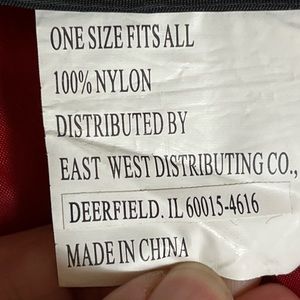 ONE SIZE FITS ALL
100% NYLON
DISTRIBUTED BY
EAST WEST DISTRIBUTING CO.,
DEERFIELD. IL 60015-4616
MADE IN CHINA